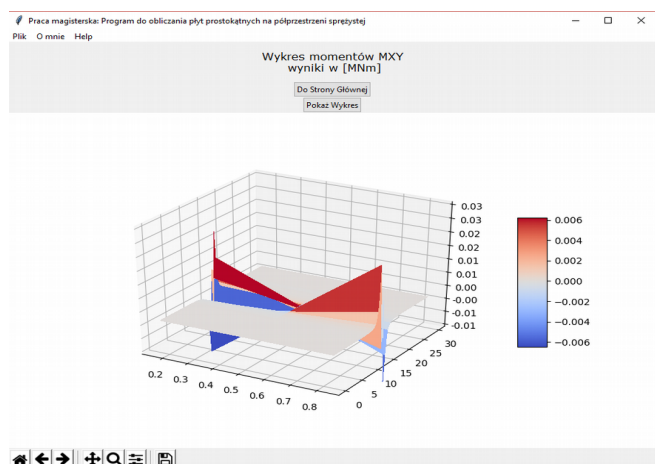 Praca magisterska: Program do obliczania płyt prostokątnych na półprzestrzeni sprężystej
Plik O mnie Help
Wykres momentów MXY
wyniki w [MNm]
Do Strony Głównej
Pokaż Wykres
0.03
0.03
0.02
0.02
0.01
0.01
0.00
-0.00
-0.01
-0.01
0.2 0.3 0.4 0.5 0.6 0.7 0.8
0 5 10 15 20 25 30
0.006
0.004
0.002
0.000
−0.002
−0.004
−0.006